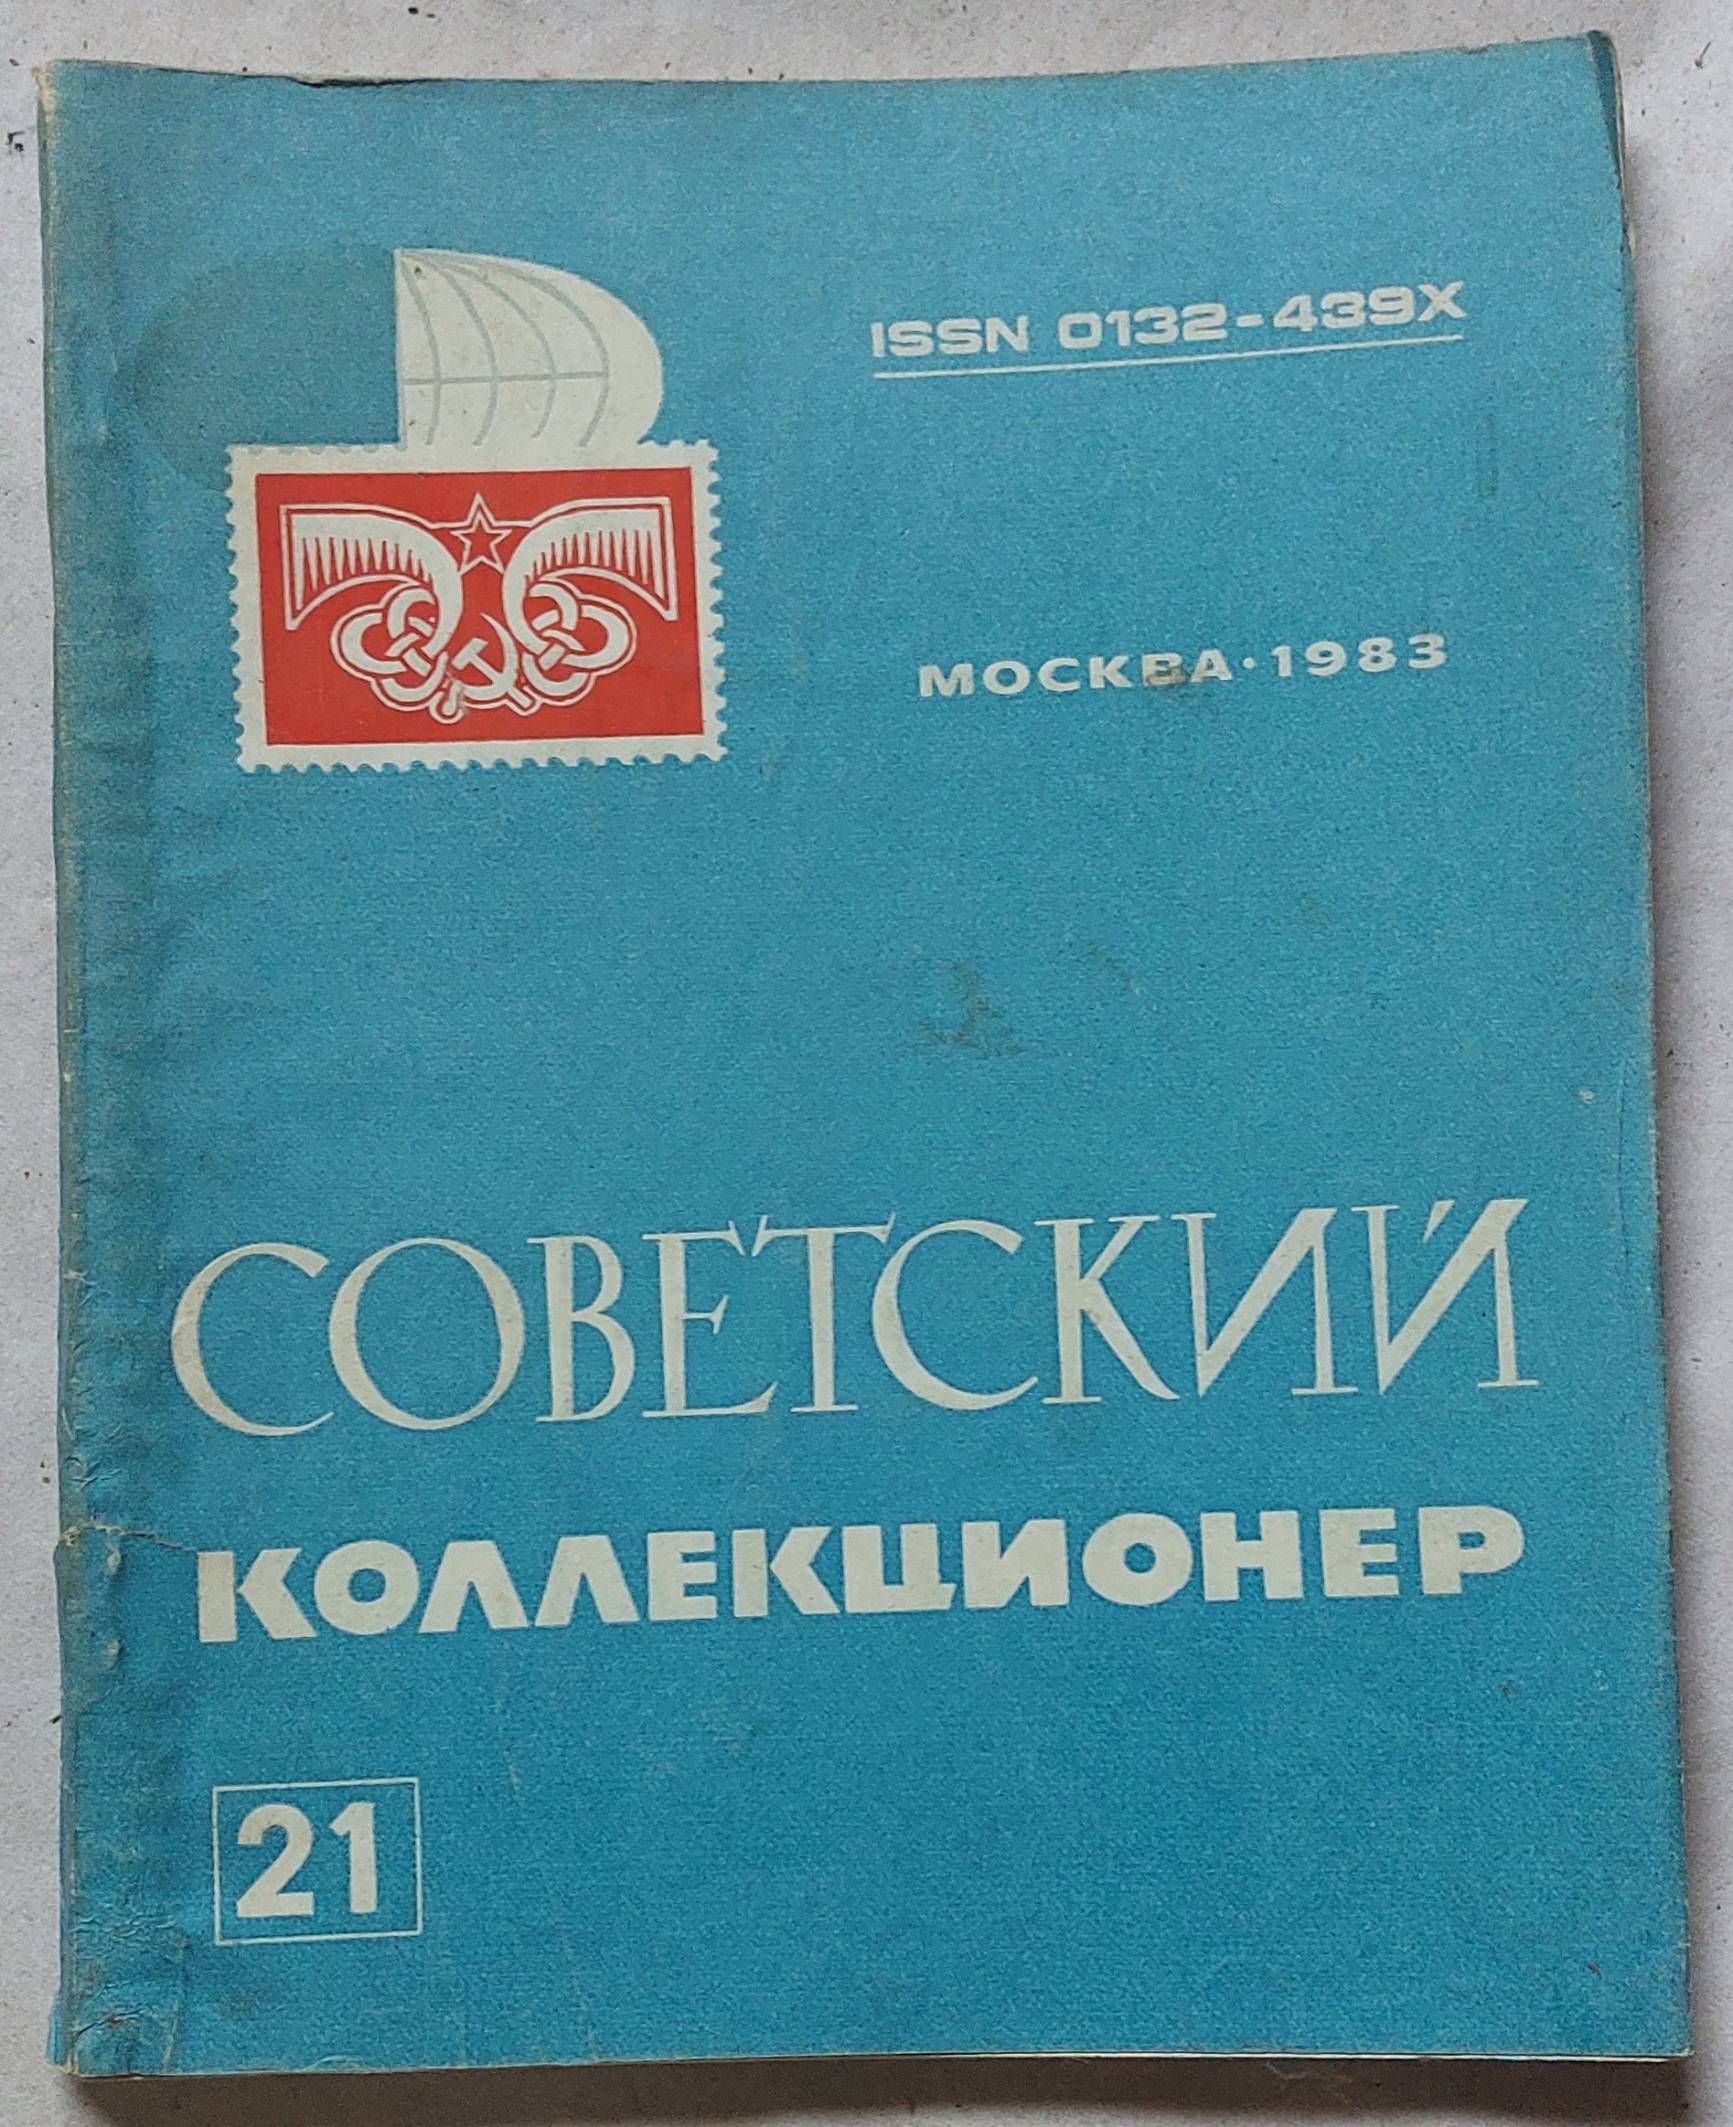 ISSN 0132-439X
МОСКВА·1983
СОВЕТСКИЙ
КОЛЛЕКЦИОНЕР
21